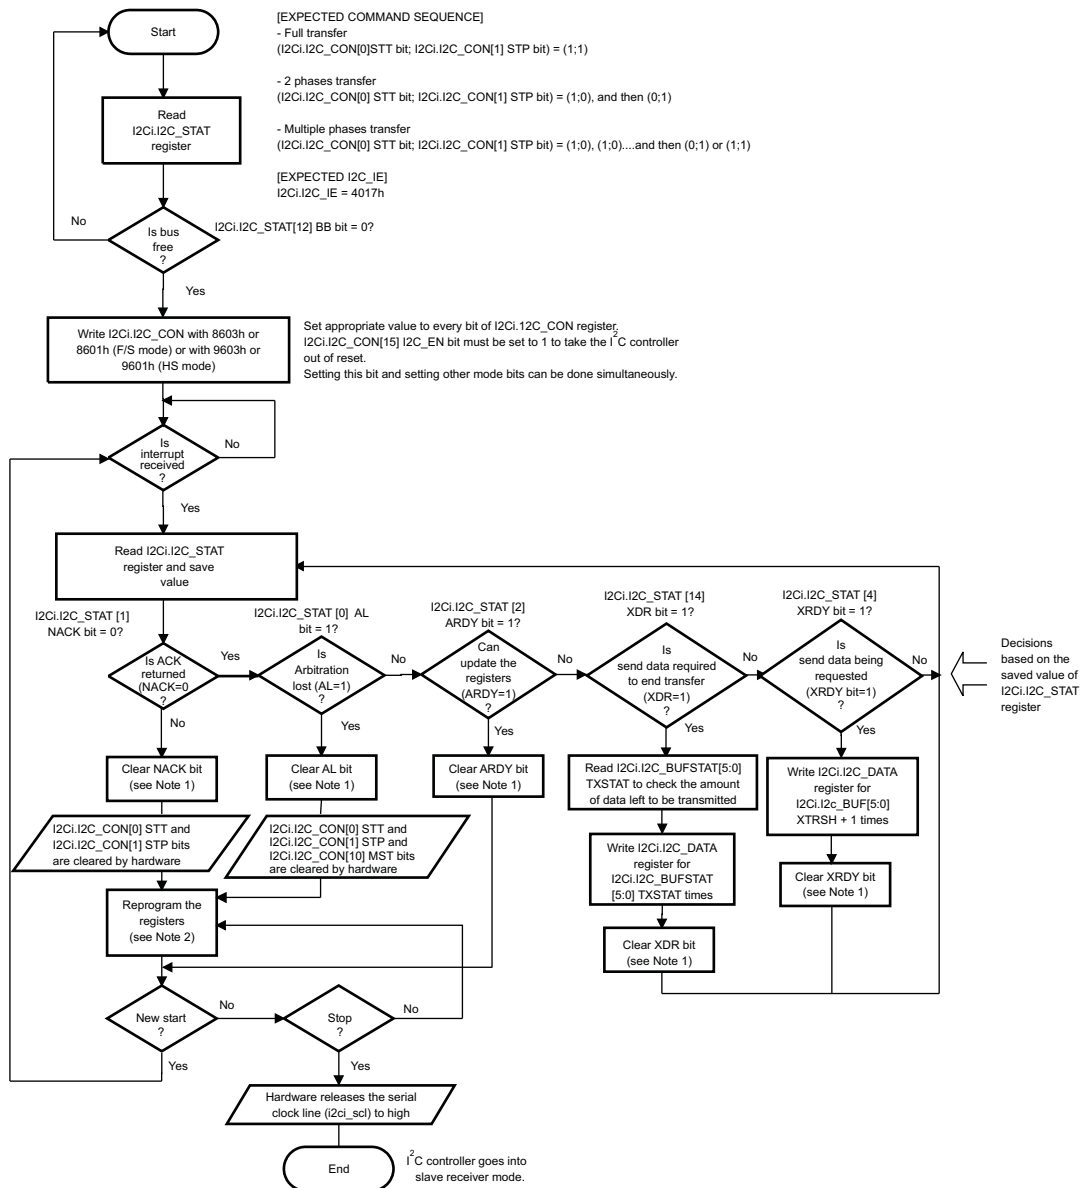 Start
[EXPECTED COMMAND SEQUENCE]
- Full transfer
(I2Ci.I2C_CON[0]STT bit; I2Ci.I2C_CON[1] STP bit) = (1;1)
- 2 phases transfer
(I2Ci.I2C_CON[0] STT bit; I2Ci.I2C_CON[1] STP bit) = (1;0), and then (0;1)
- Multiple phases transfer
(I2Ci.I2C_CON[0] STT bit; I2Ci.I2C_CON[1] STP bit) = (1;0), (1;0)....and then (0;1) or (1;1)
[EXPECTED I2C_IE]
I2Ci.I2C_IE = 4017h
Read
I2Ci.I2C_STAT
register
No
Is bus
free
?
I2Ci.I2C_STAT[12] BB bit = 0?
Yes
Write I2Ci.I2C_CON with 8603h or
8601h (F/S mode) or with 9603h or
9601h (HS mode)
Set appropriate value to every bit of I2Ci.12C_CON register.
I2Ci.I2C_CON[15] I2C_EN bit must be set to 1 to take the I2C controller
out of reset.
Setting this bit and setting other mode bits can be done simultaneously.
Is
interrupt
received
?
No
Yes
Read I2Ci.I2C_STAT
register and save
value
I2Ci.I2C_STAT [1]
NACK bit = 0?
Is ACK
returned
(NACK=0
?
Yes
No
I2Ci.I2C_STAT [0] AL
bit = 1?
Is
Arbitration
lost (AL=1)
?
No
Yes
I2Ci.I2C_STAT [2]
ARDY bit = 1?
Can
update the
registers
(ARDY=1)
?
No
Yes
I2Ci.I2C_STAT [14]
XDR bit = 1?
Is
send data required
to end transfer
(XDR=1)
?
No
Yes
I2Ci.I2C_STAT [4]
XRDY bit = 1?
Is
send data being
requested
(XRDY bit=1)
?
No
Yes
Decisions
based on the
saved value of
I2Ci.I2C_STAT
register
Clear NACK bit
(see Note 1)
Clear AL bit
(see Note 1)
Clear ARDY bit
(see Note 1)
Read I2Ci.I2C_BUFSTAT[5:0]
TXSTAT to check the amount
of data left to be transmitted
Write I2Ci.I2C_DATA
register for
I2Ci.I2c_BUF[5:0]
XTRSH + 1 times
I2Ci.I2C_CON[0] STT and
I2Ci.I2C_CON[1] STP bits
are cleared by hardware
I2Ci.I2C_CON[0] STT and
I2Ci.I2C_CON[1] STP and
I2Ci.I2C_CON[10] MST bits
are cleared by hardware
Write I2Ci.I2C_DATA
register for
I2Ci.I2C_BUFSTAT
[5:0] TXSTAT times
Clear XRDY bit
(see Note 1)
Reprogram the
registers
(see Note 2)
Clear XDR bit
(see Note 1)
New start
?
No
Yes
Stop
?
No
Yes
Hardware releases the serial
clock line (i2ci_scl) to high
End
I2C controller goes into
slave receiver mode.